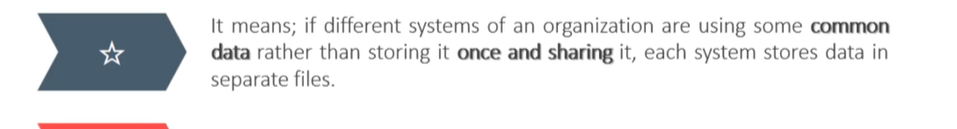 It means; if different systems of an organization are using some common
data rather than storing it once and sharing it, each system stores data in
separate files.